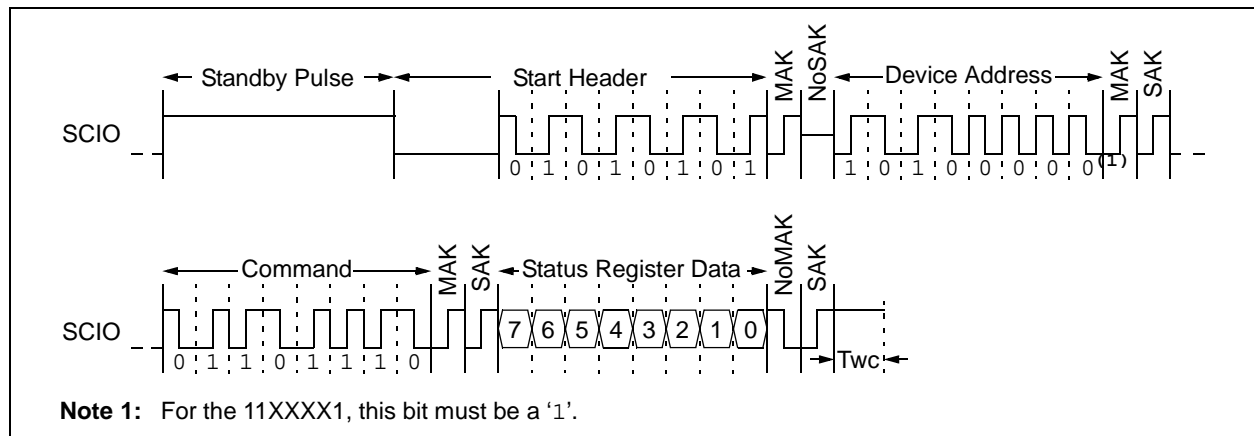 Standby Pulse Start Header MAK NoSAK Device Address MAK SAK
SCIO
0 1 0 1 0 1 0 1 1 0 1 0 0 0 0 0(1)
Command MAK SAK Status Register Data NoMAK SAK
SCIO 7 6 5 4 3 2 1 0
0 1 1 0 1 1 1 0 Twc
Note 1: For the 11XXXX1, this bit must be a ‘1’.